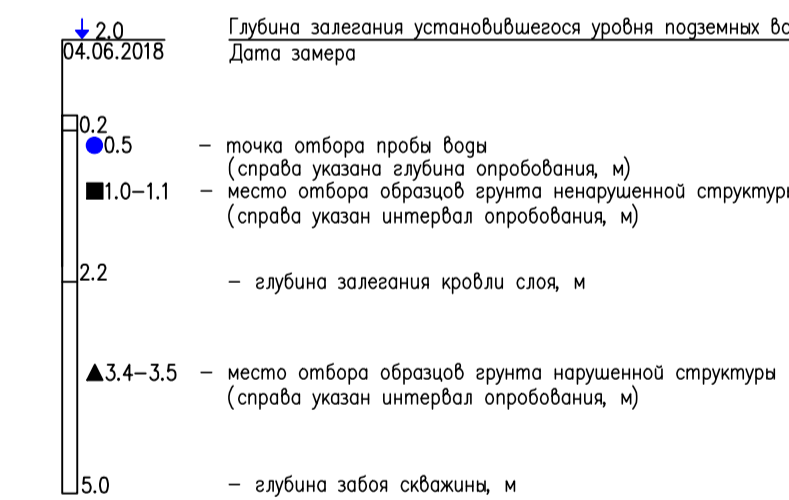 2.0 Глубина залегания установившегося уровня подземных
04.06.2018 Дата замера
0.2
0.5 – точка отбора пробы воды
(справа указана глубина опробования, м)
1.0–1.1 – место отбора образцов грунта ненарушенной
(справа указан интервал опробования, м)
2.2 – глубина залегания кровли слоя, м
3.4–3.5 – место отбора образцов грунта нарушенной структуры
(справа указан интервал опробования, м)
5.0 – глубина забоя скважины, м